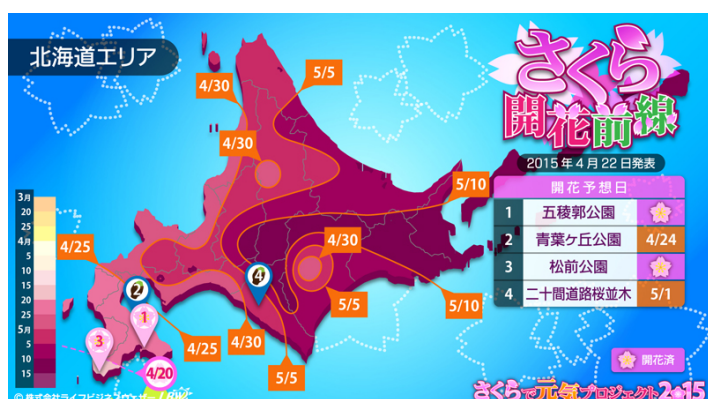 北海道エリア
さくら
開花前線
2015年4月22日発表
開花予想日
1 五稜郭公園
2 青葉ヶ丘公園 4/24
3 松前公園
4 二十間道路桜並木 5/1
開花済
5/5
4/30
4/30
5/10
4/25
4/30
4
2
5/5
5/10
3
1
4/25
4/30
5/5
4/20
3月
20
25
4月
5
10
15
20
25
5月
5
10
15
さくらで元気プロジェクト2015